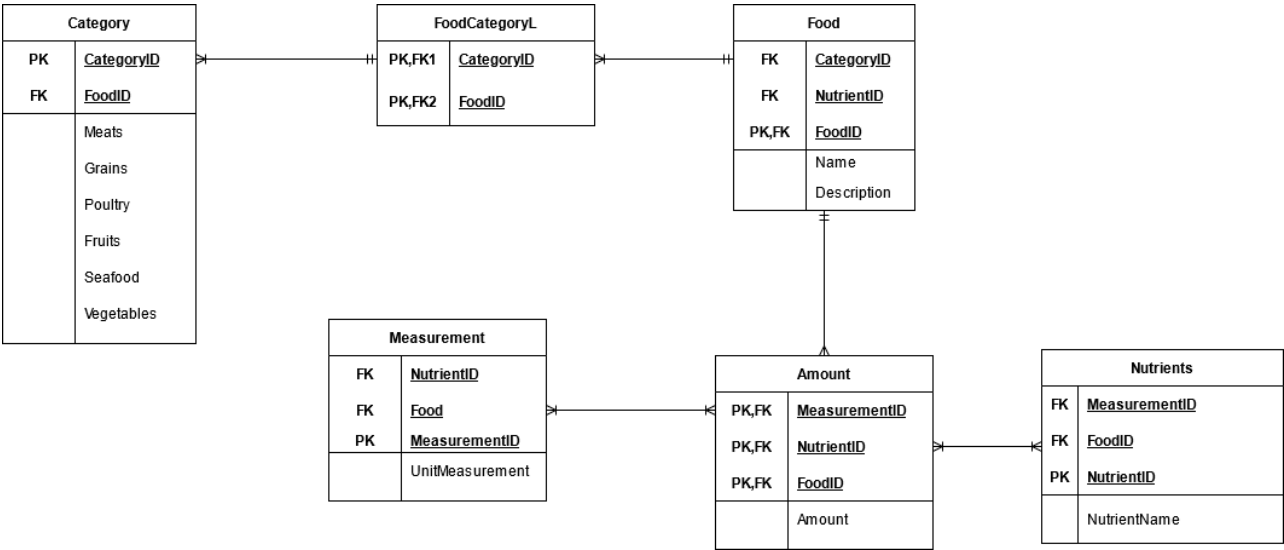 Category
PK CategoryID
FK FoodID
Meats
Grains
Poultry
Fruits
Seafood
Vegetables
FoodCategoryL
PK,FK1 CategoryID
PK,FK2 FoodID
Food
FK CategoryID
FK NutrientID
PK,FK FoodID
Name
Description
Measurement
FK NutrientID
FK Food
PK MeasurementID
UnitMeasurement
Amount
PK,FK MeasurementID
PK,FK NutrientID
PK,FK FoodID
Amount
Nutrients
FK MeasurementID
FK FoodID
PK NutrientID
NutrientName